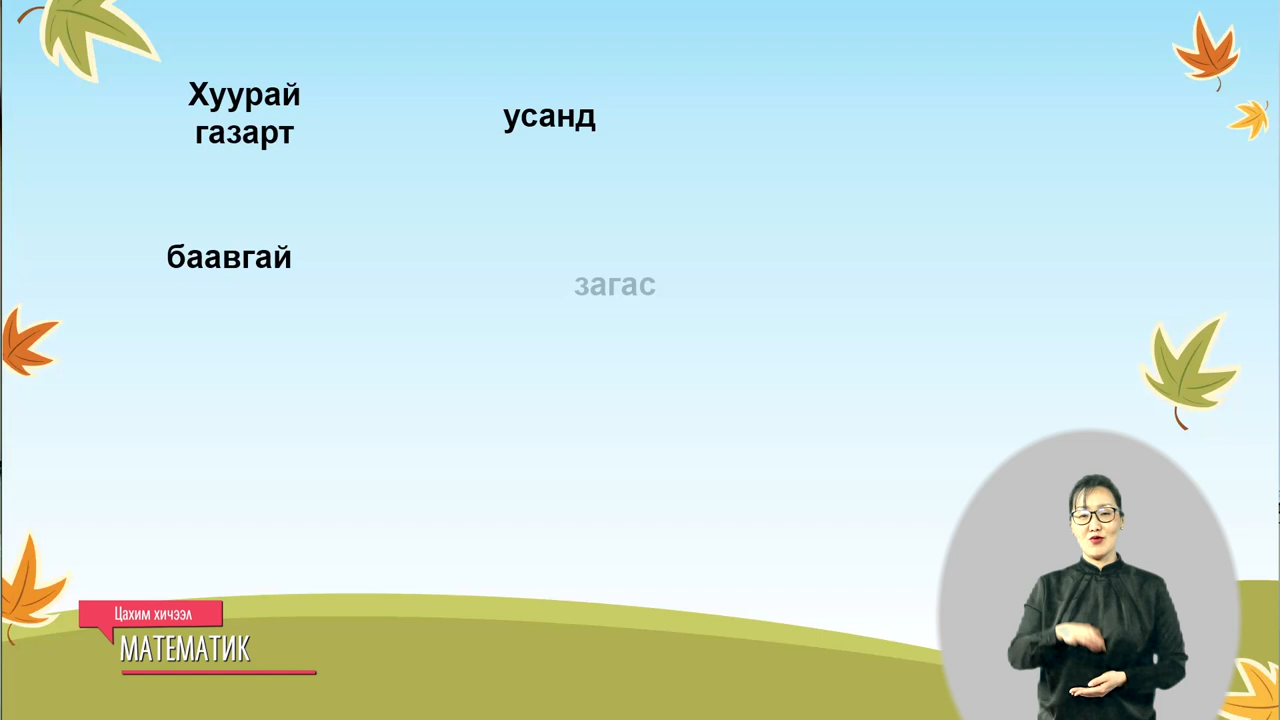 Хуурай
газарт
усанд
баавгай
загас
Цахим хичээл
МАТЕМАТИК